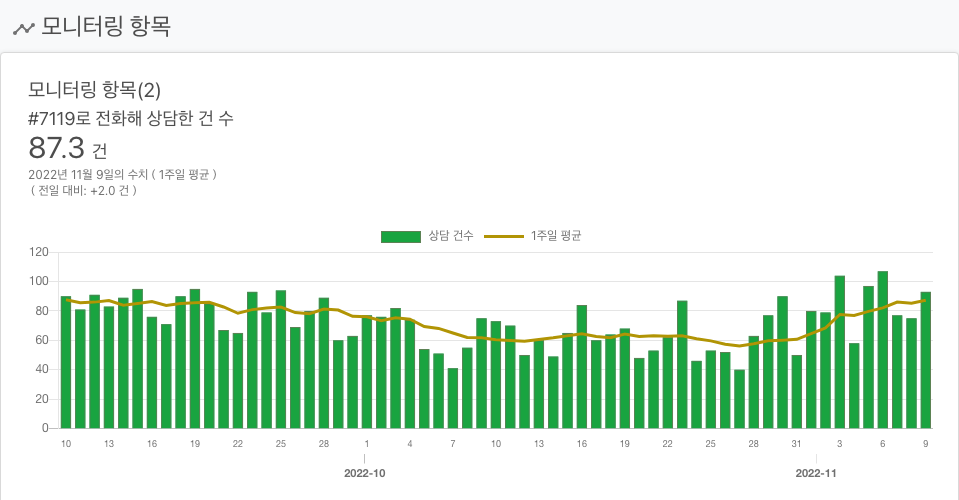 모니터링 항목
모니터링 항목(2)
#7119로 전화해 상담한 건 수
87.3 건
2022년 11월 9일의 수치 ( 1주일 평균 )
( 전일 대비: +2.0 건 )
상담 건수 1주일 평균
120
100
80
60
40
20
0
10 13 16 19 22 25 28 1 4 7 10 13 16 19 22 25 28 31 3 6 9
2022-10 2022-11